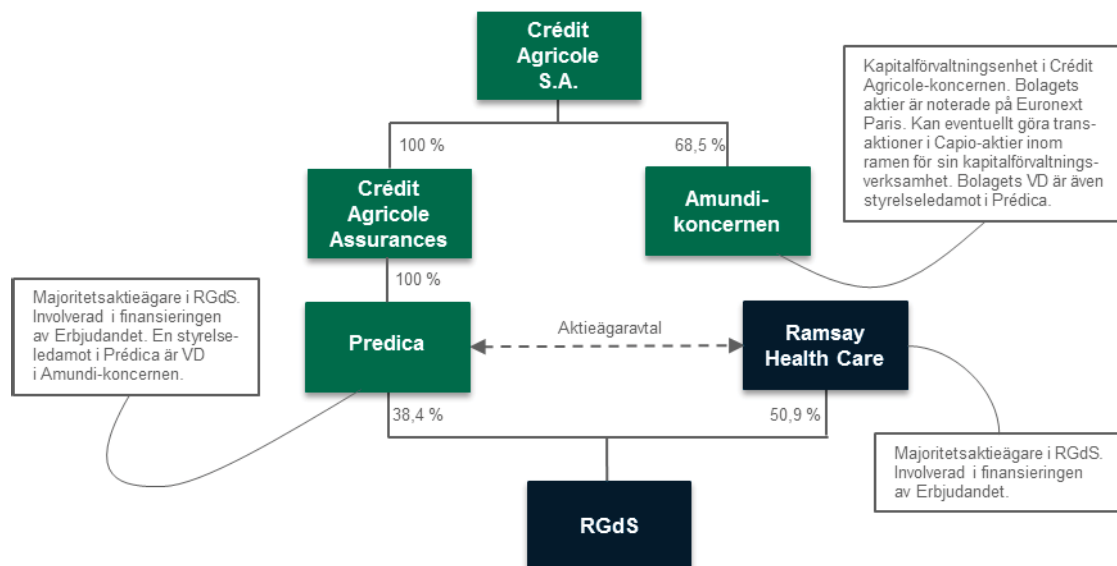 Crédit
Agricole
S.A.
Kapitalförvaltningsenhet i Crédit
Agricole-koncernen. Bolagets
aktier är noterade på Euronext
Paris. Kan eventuellt göra trans-
aktioner i Capio-aktier inom
ramen för sin kapitalförvaltnings-
verksamhet. Bolagets VD är även
styrelseledamot i Prédica.
100 %
68,5 %
Crédit
Agricole
Assurances
Amundi-
koncernen
100 %
Majoritetsaktieägare i RGdS.
Involverad i finansieringen
av Erbjudandet. En styrelse-
ledamot i Prédica är VD
i Amundi-koncernen.
Predica
Aktieägaravtal
Ramsay
Health Care
38,4 %
50,9 %
Majoritetsaktieägare i RGdS.
Involverad i finansieringen
av Erbjudandet.
RGdS